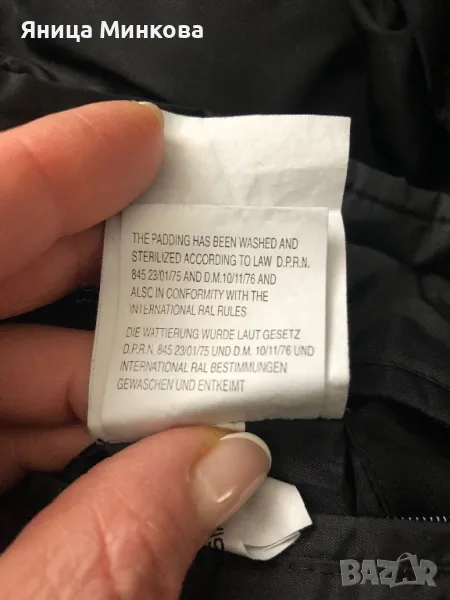 Яница Минкова
THE PADDING HAS BEEN WASHED AND
STERILIZED ACCORDING TO LAW D.P.R.N.
845 23/01/75 AND D.M. 10/11/76 AND
ALSO IN CONFORMITY WITH THE
INTERNATIONAL RAL RULES
DIE WATTIERUNG WURDE LAUT GESETZ
D.P.R.N. 845 23/01/75 UND D.M. 10/11/76 UND
INTERNATIONAL RAL BESTIMMUNGEN
GEWASCHEN UND ENTKEIMT
BAZAR